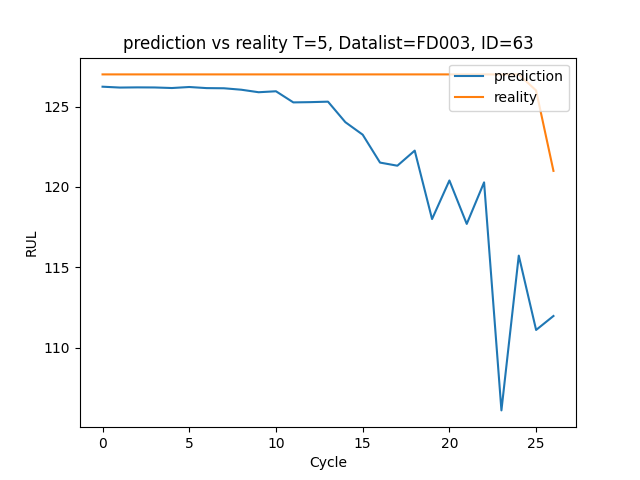 prediction vs reality T=5, Datalist=FD003, ID=63
prediction
reality
125
120
115
110
RUL
0 5 10 15 20 25
Cycle